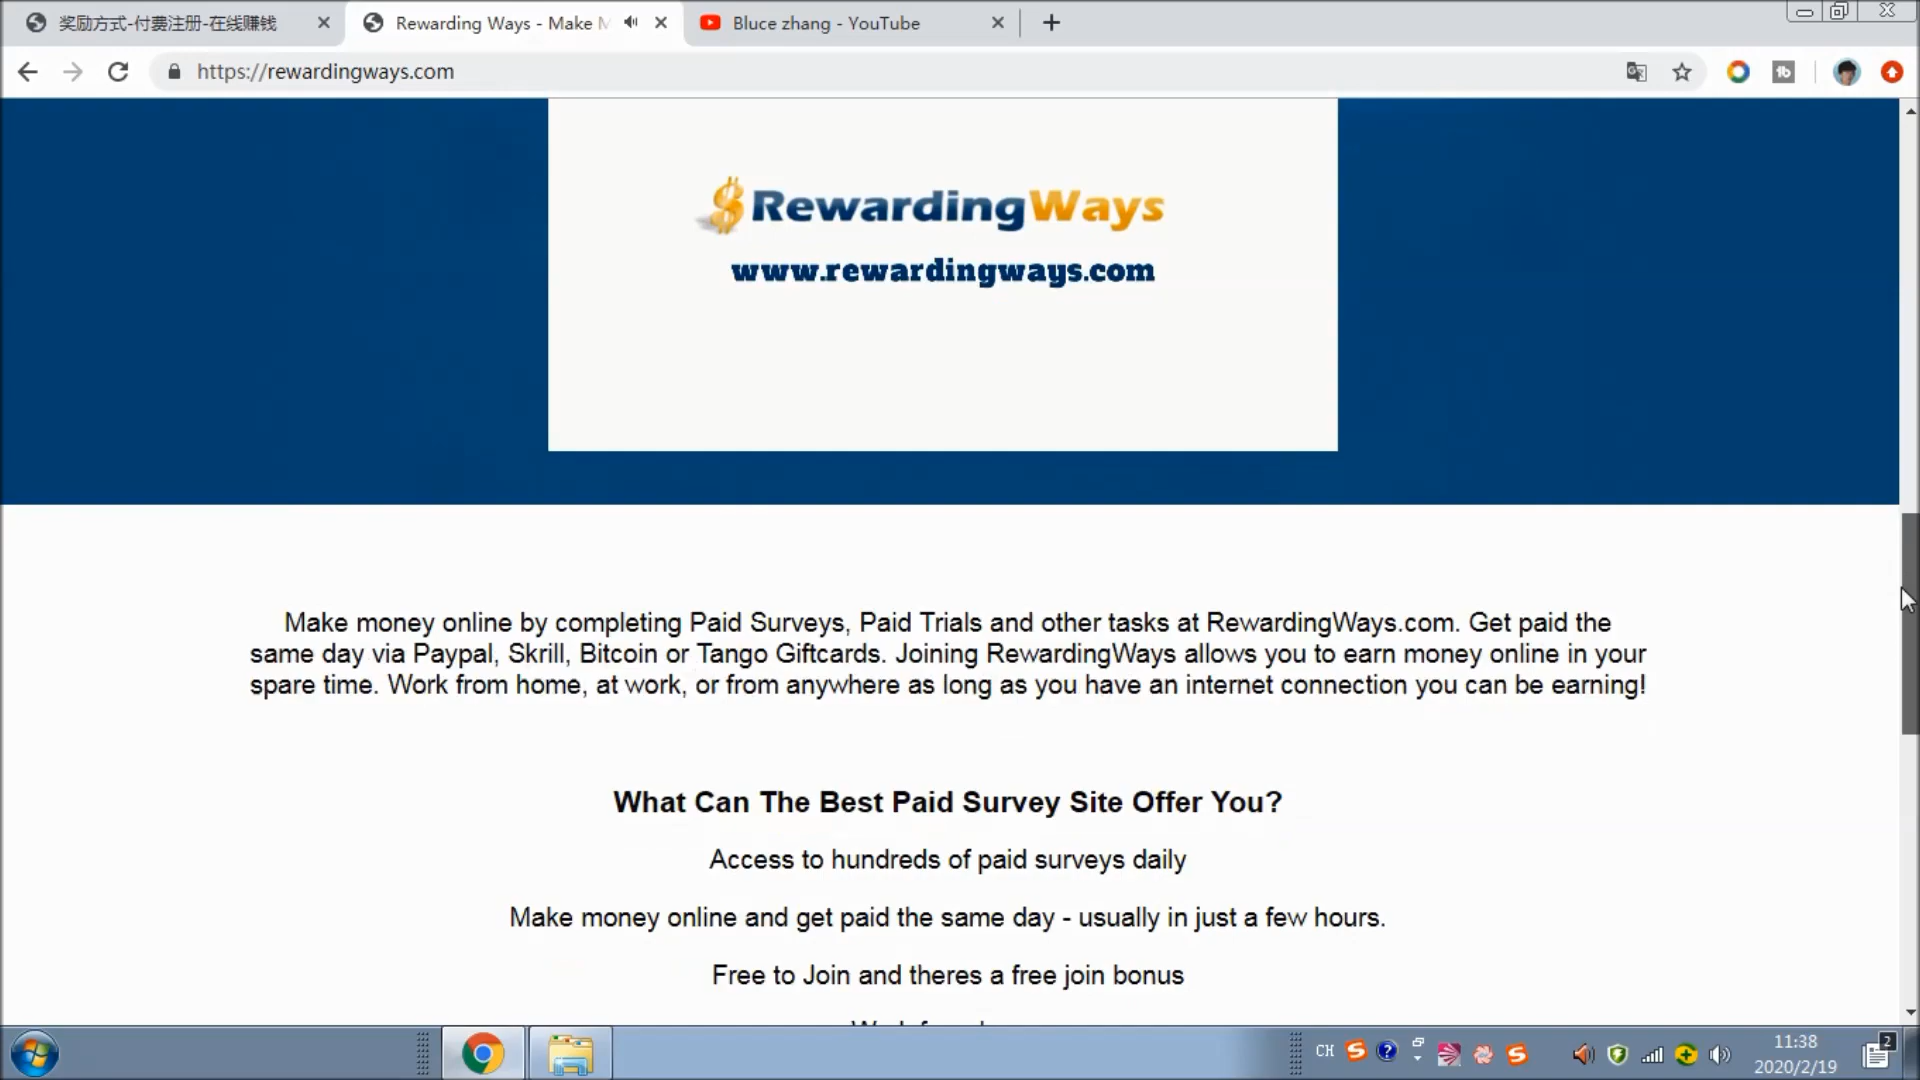 奖励方式-付费注册-在线赚钱
Rewarding Ways - Make M
Bluce zhang - YouTube
https://rewardingways.com
$RewardingWays
www.rewardingways.com
Make money online by completing Paid Surveys, Paid Trials and other tasks at RewardingWays.com. Get paid the
same day via Paypal, Skrill, Bitcoin or Tango Giftcards. Joining RewardingWays allows you to earn money online in your
spare time. Work from home, at work, or from anywhere as long as you have an internet connection you can be earning!
What Can The Best Paid Survey Site Offer You?
Access to hundreds of paid surveys daily
Make money online and get paid the same day - usually in just a few hours.
Free to Join and theres a free join bonus
CH
11:38
2
2020/2/19